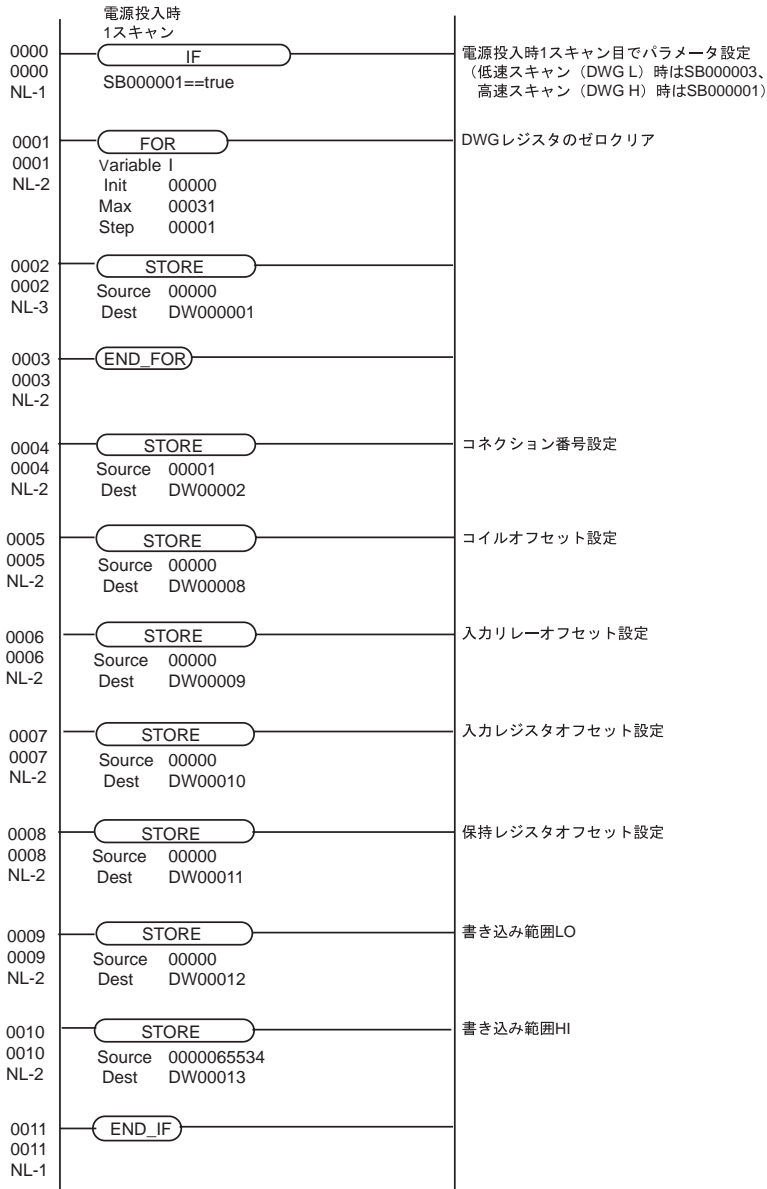 電源投入時
1スキャン
0000
IF
電源投入時1スキャン目でパラメータ設定
0000
SB000001==true
(低速スキャン(DWG L)時はSB000003、
NL-1
高速スキャン(DWG H)時はSB000001)
0001
FOR
DWGレジスタのゼロクリア
0001
Variable I
NL-2
Init 00000
Max 00031
Step 00001
0002
STORE
0002
Source 00000
NL-3
Dest DW000001
0003
END_FOR
0003
NL-2
0004
STORE
コネクション番号設定
0004
Source 00001
NL-2
Dest DW00002
0005
STORE
コイルオフセット設定
0005
Source 00000
NL-2
Dest DW00008
0006
STORE
入力リレーオフセット設定
0006
Source 00000
NL-2
Dest DW00009
0007
STORE
入力レジスタオフセット設定
0007
Source 00000
NL-2
Dest DW00010
0008
STORE
保持レジスタオフセット設定
0008
Source 00000
NL-2
Dest DW00011
0009
STORE
書き込み範囲LO
0009
Source 00000
NL-2
Dest DW00012
0010
STORE
書き込み範囲HI
0010
Source 0000065534
NL-2
Dest DW00013
0011
END_IF
0011
NL-1